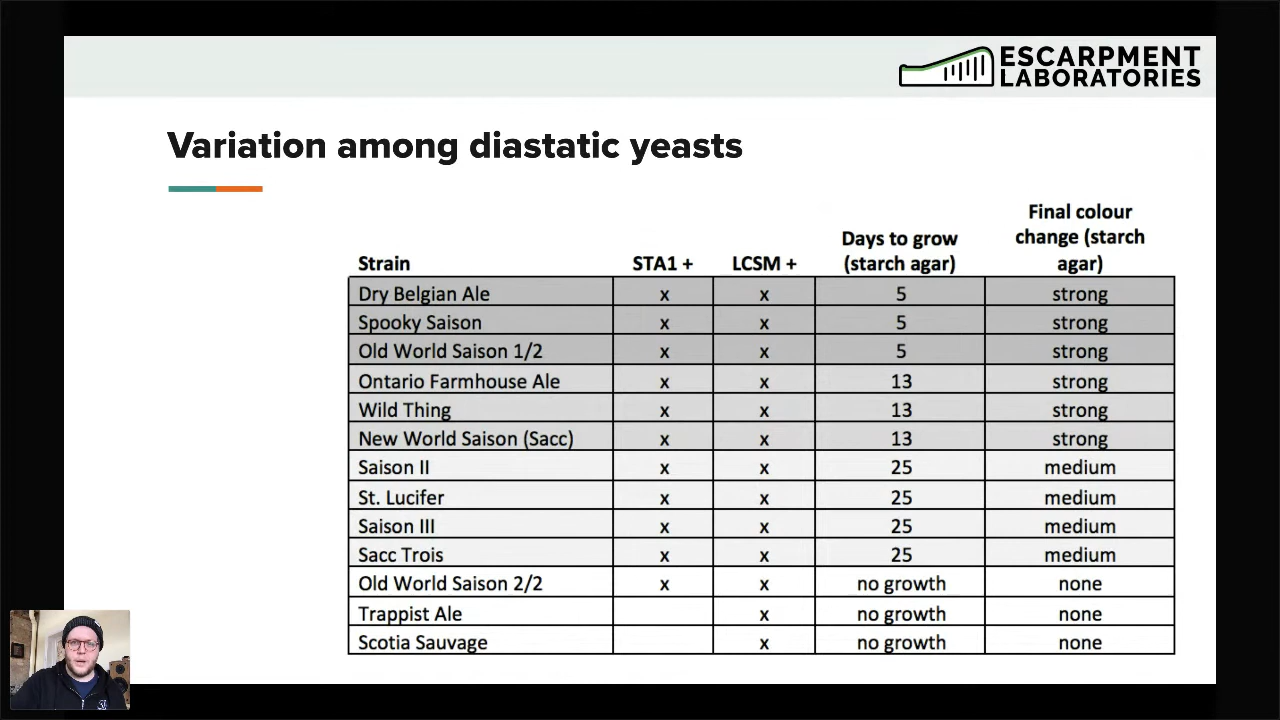 ESCARPMENT
LABORATORIES
Variation among diastatic yeasts
Strain STA1 + LCSM + Days to grow (starch agar) Final colour change (starch agar)
Dry Belgian Ale x x 5 strong
Spooky Saison x x 5 strong
Old World Saison 1/2 x x 5 strong
Ontario Farmhouse Ale x x 13 strong
Wild Thing x x 13 strong
New World Saison (Sacc) x x 13 strong
Saison II x x 25 medium
St. Lucifer x x 25 medium
Saison III x x 25 medium
Sacc Trois x x 25 medium
Old World Saison 2/2 x x no growth none
Trappist Ale x no growth none
Scotia Sauvage x no growth none